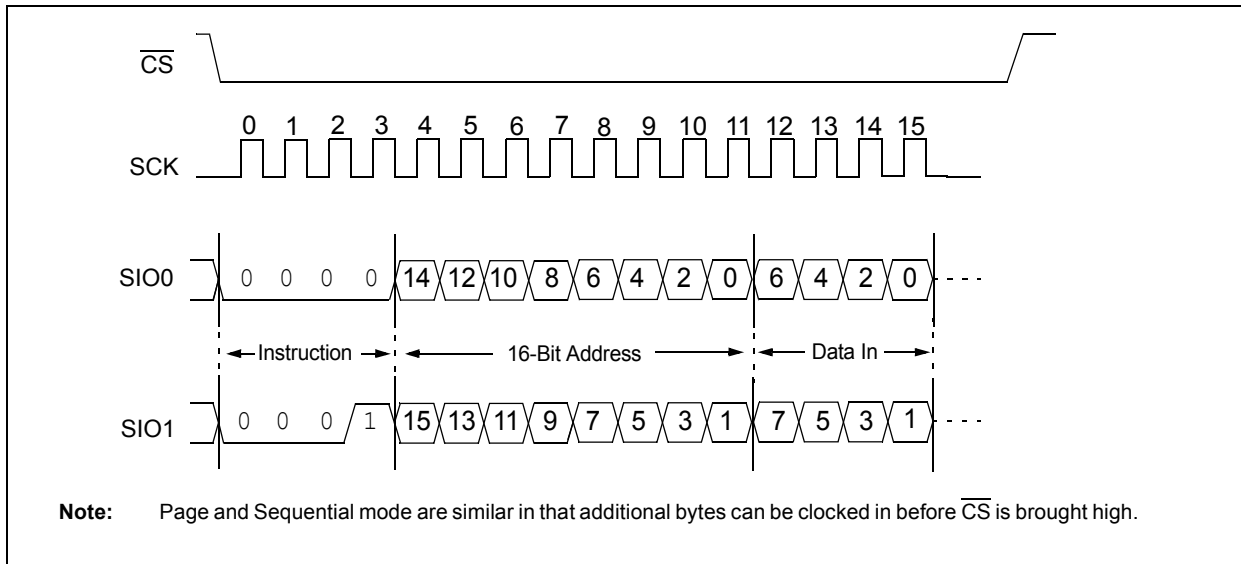 CS
0 1 2 3 4 5 6 7 8 9 10 11 12 13 14 15
SCK
SIO0 0 0 0 0 14 12 10 8 6 4 2 0 6 4 2 0
Instruction 16-Bit Address Data In
SIO1 0 0 0 1 15 13 11 9 7 5 3 1 7 5 3 1
Note: Page and Sequential mode are similar in that additional bytes can be clocked in before CS is brought high.